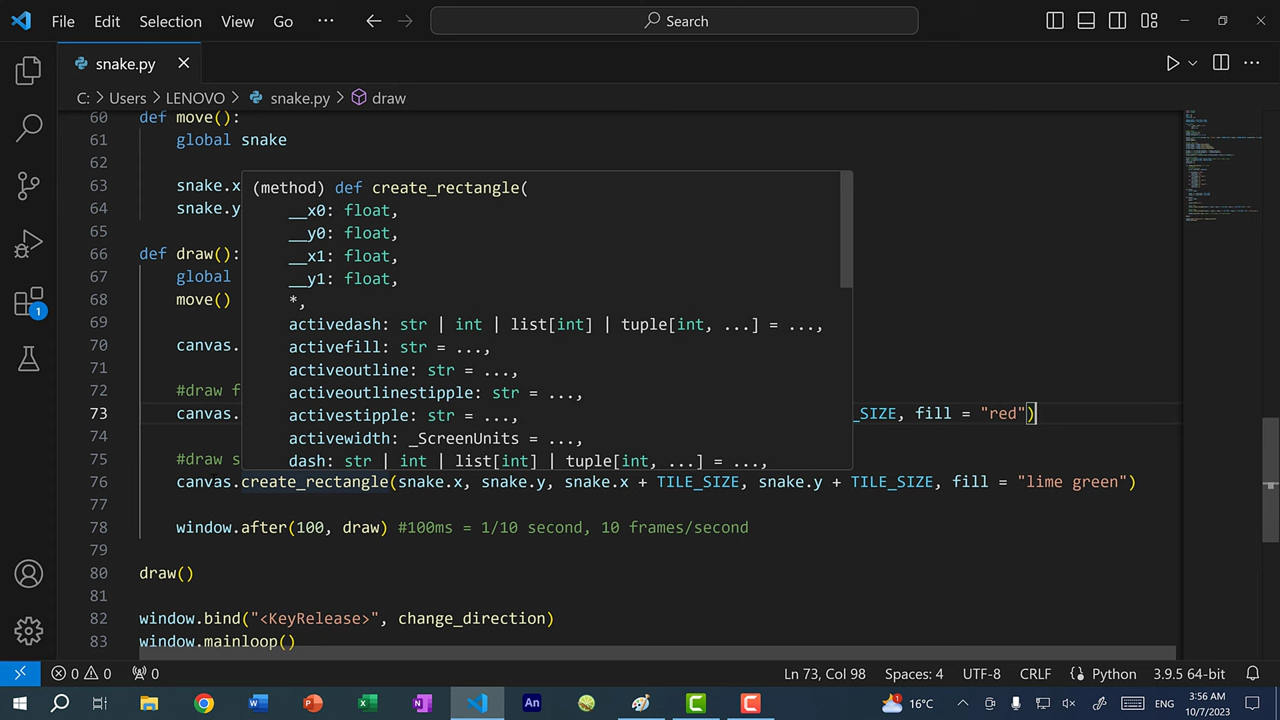 File Edit Selection View Go ··· Search
snake.py
C: > Users > LENOVO > snake.py > draw
60 def move():
61 global snake
62
63 snake.x
64 snake.y
65
66 def draw():
67 global
68 move()
69
70 canvas.
71
72 #draw f
73 canvas. _SIZE, fill = "red")
74
75 #draw s
(method) def create_rectangle(
__x0: float,
__y0: float,
__x1: float,
__y1: float,
*,
activedash: str | int | list[int] | tuple[int, ...] = ...,
activefill: str = ...,
activeoutline: str = ...,
activeoutlinestipple: str = ...,
activestipple: str = ...,
activewidth: _ScreenUnits = ...,
dash: str | int | list[int] | tuple[int, ...] = ...,
76 canvas.create_rectangle(snake.x, snake.y, snake.x + TILE_SIZE, snake.y + TILE_SIZE, fill = "lime green")
77
78 window.after(100, draw) #100ms = 1/10 second, 10 frames/second
79
80 draw()
81
82 window.bind("<KeyRelease>", change_direction)
83 window.mainloop()
1
0 0 0 Ln 73, Col 98 Spaces: 4 UTF-8 CRLF Python 3.9.5 64-bit
W P X N An C C 16°C 3:56 AM
10/7/2023